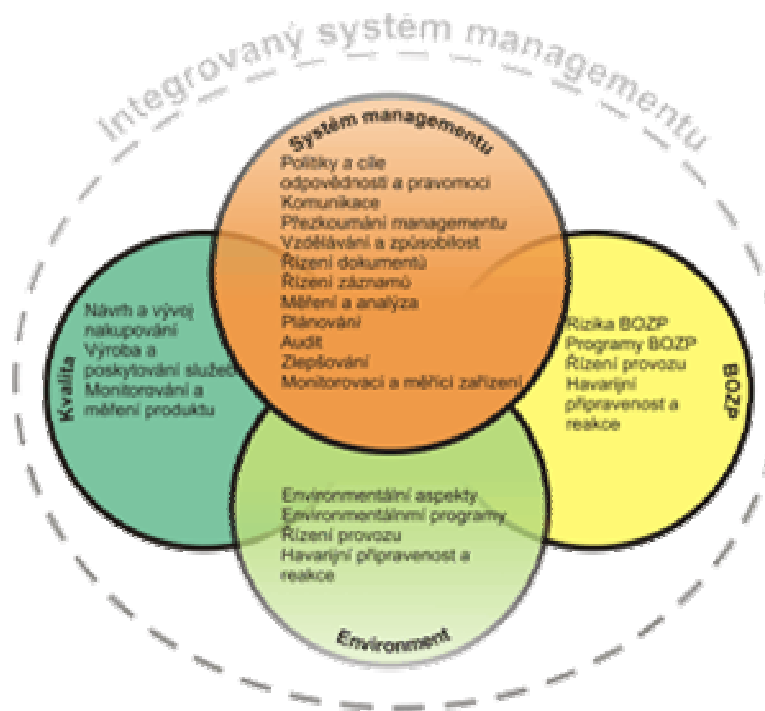 Integrovaný systém managementu
Systém managementu
Politiky a cíle
odpovědnosti a pravomoci
Komunikace
Přezkoumání managementu
Vzdělávání a způsobilost
Řízení dokumentů
Řízení záznamů
Měření a analýza
Plánování
Audit
Zlepšování
Monitorovací a měřící zařízení
Kvalita
Návrh a vývoj
nakupování
Výroba a
poskytování služeb
Monitorování a
měření produktu
Rizika BOZP
Programy BOZP
Řízení provozu
Havarijní
připravenost a
reakce
BOZP
Environmentální aspekty
Environmentálnmí programy
Řízení provozu
Havarijní připravenost a
reakce
Environment